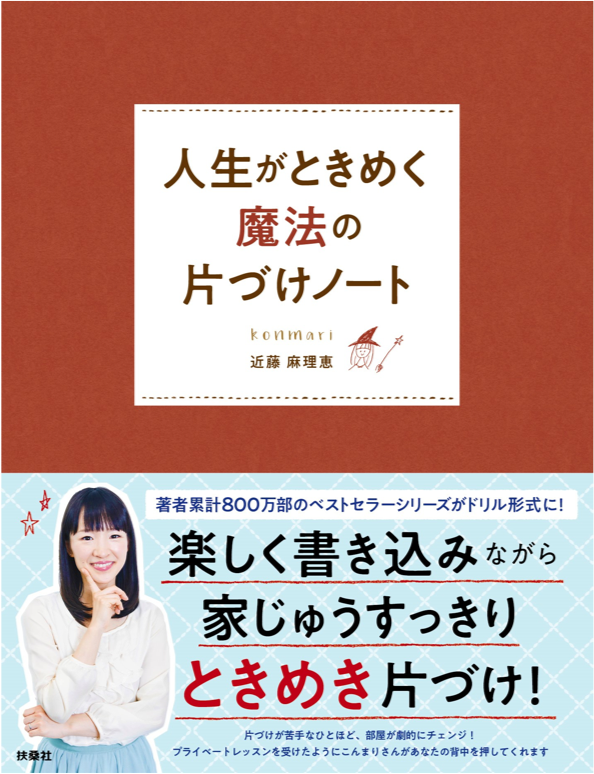 人生がときめく
魔法の
片づけノート
konmari
近藤 麻理恵
著者累計800万部のベストセラーシリーズがドリル形式に!
楽しく書き込みながら
家じゅうすっきり
ときめき片づけ!
片づけが苦手なひとほど、部屋が劇的にチェンジ!
プライベートレッスンを受けたようにこんまりさんがあなたの背中を押してくれます
扶桑社